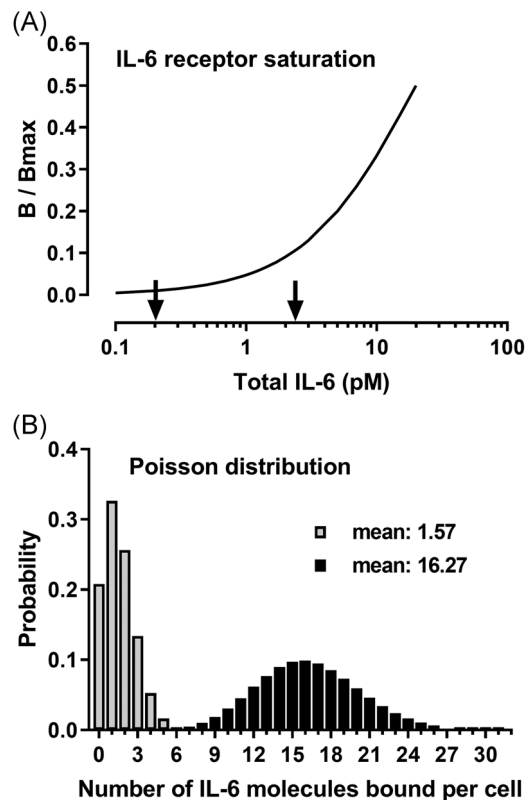 (A)
IL-6 receptor saturation
B / Bmax
0.6
0.5
0.4
0.3
0.2
0.1
0.0
0.1 1 10 100
Total IL-6 (pM)
(B)
Poisson distribution
Probability
0.4
0.3
0.2
0.1
0.0
mean: 1.57
mean: 16.27
0 3 6 9 12 15 18 21 24 27 30
Number of IL-6 molecules bound per cell